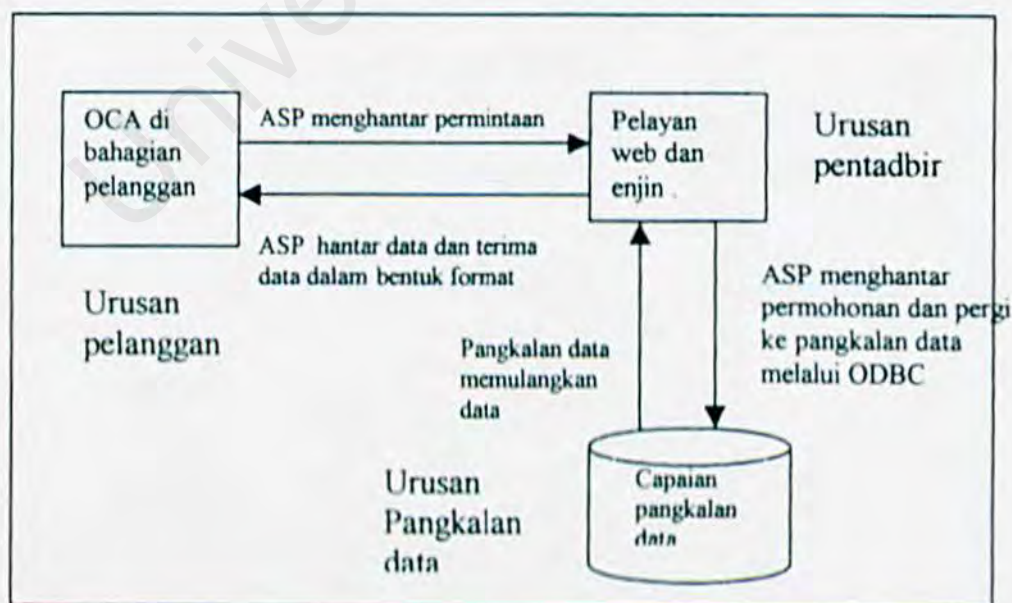 OCA di
bahagian
pelanggan
ASP menghantar permintaan
Pelayan
web dan
enjin
Urusan
pentadbir
ASP hantar data dan terima
data dalam bentuk format
Urusan
pelanggan
ASP menghantar
permohonan dan pergi
ke pangkalan data
melalui ODBC
Pangkalan data
memulangkan
data
Urusan
Pangkalan
data
Capaian
pangkalan
data